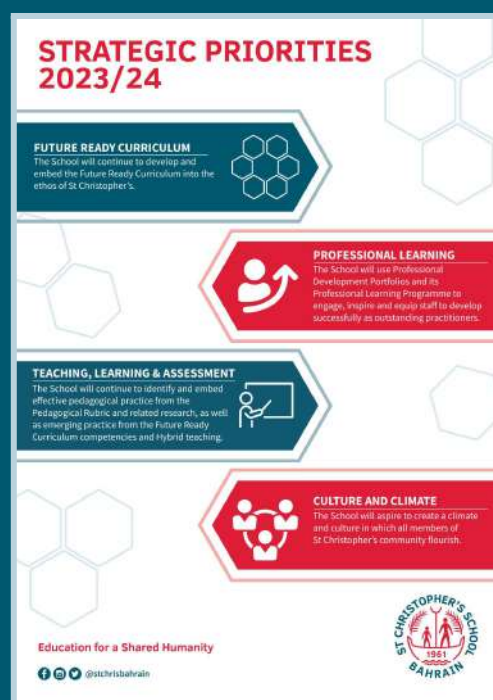 STRATEGIC PRIORITIES
2023/24
FUTURE READY CURRICULUM
The School will continue to develop and
embed the Future Ready Curriculum into the
ethos of St Christopher's.
PROFESSIONAL LEARNING
The School will use Professional
Development Portfolios and its
Professional Learning Programme to
engage, inspire and equip staff to develop
successfully as outstanding practitioners.
TEACHING, LEARNING & ASSESSMENT
The School will continue to identify and embed
effective pedagogical practice from the
Pedagogical Rubric and related research, as well
as emerging practice from the Future Ready
Curriculum competencies and Hybrid teaching.
CULTURE AND CLIMATE
The School will aspire to create a climate
and culture in which all members of
St Christopher's community flourish.
Education for a Shared Humanity
@stchrisbahrain
ST CHRISTOPHER'S SCHOOL
1961
BAHRAIN